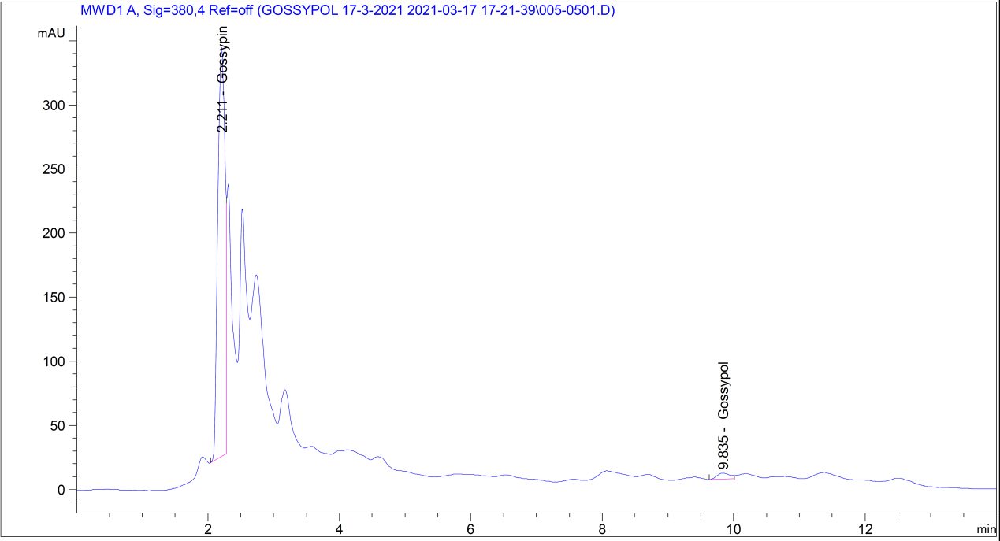 MWD1 A, Sig=380,4 Ref=off (GOSSYPOL 17-3-2021 2021-03-17 17-21-39\005-0501.D)
mAU
2.211 - Gossypin
300
250
200
150
100
9.835 - Gossypol
50
0
2 4 6 8 10 12 min